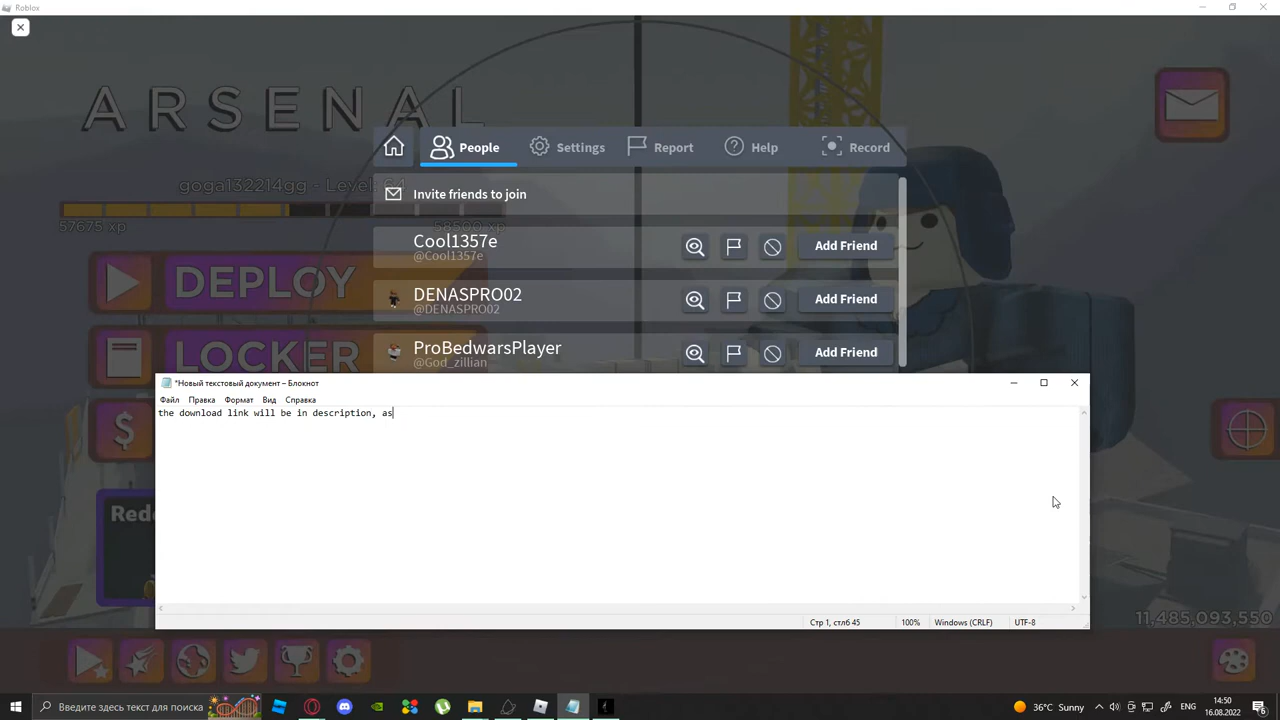 Roblox
ARSENAL
People
Settings
Report
Help
Record
goga132214gg - Level: 64
57675 xp
58500 xp
Invite friends to join
Cool1357e
@Cool1357e
Add Friend
DEPLOY
DENASPRO02
@DENASPRO02
Add Friend
LOCKER
ProBedwarsPlayer
@God_zillian
Add Friend
*Новый текстовый документ – Блокнот
Файл Правка Формат Вид Справка
the download link will be in description, as
Стр 1, стлб 45
100%
Windows (CRLF)
UTF-8
11,485,093,550
Введите здесь текст для поиска
36°C Sunny
ENG
14:50
16.08.2022
6